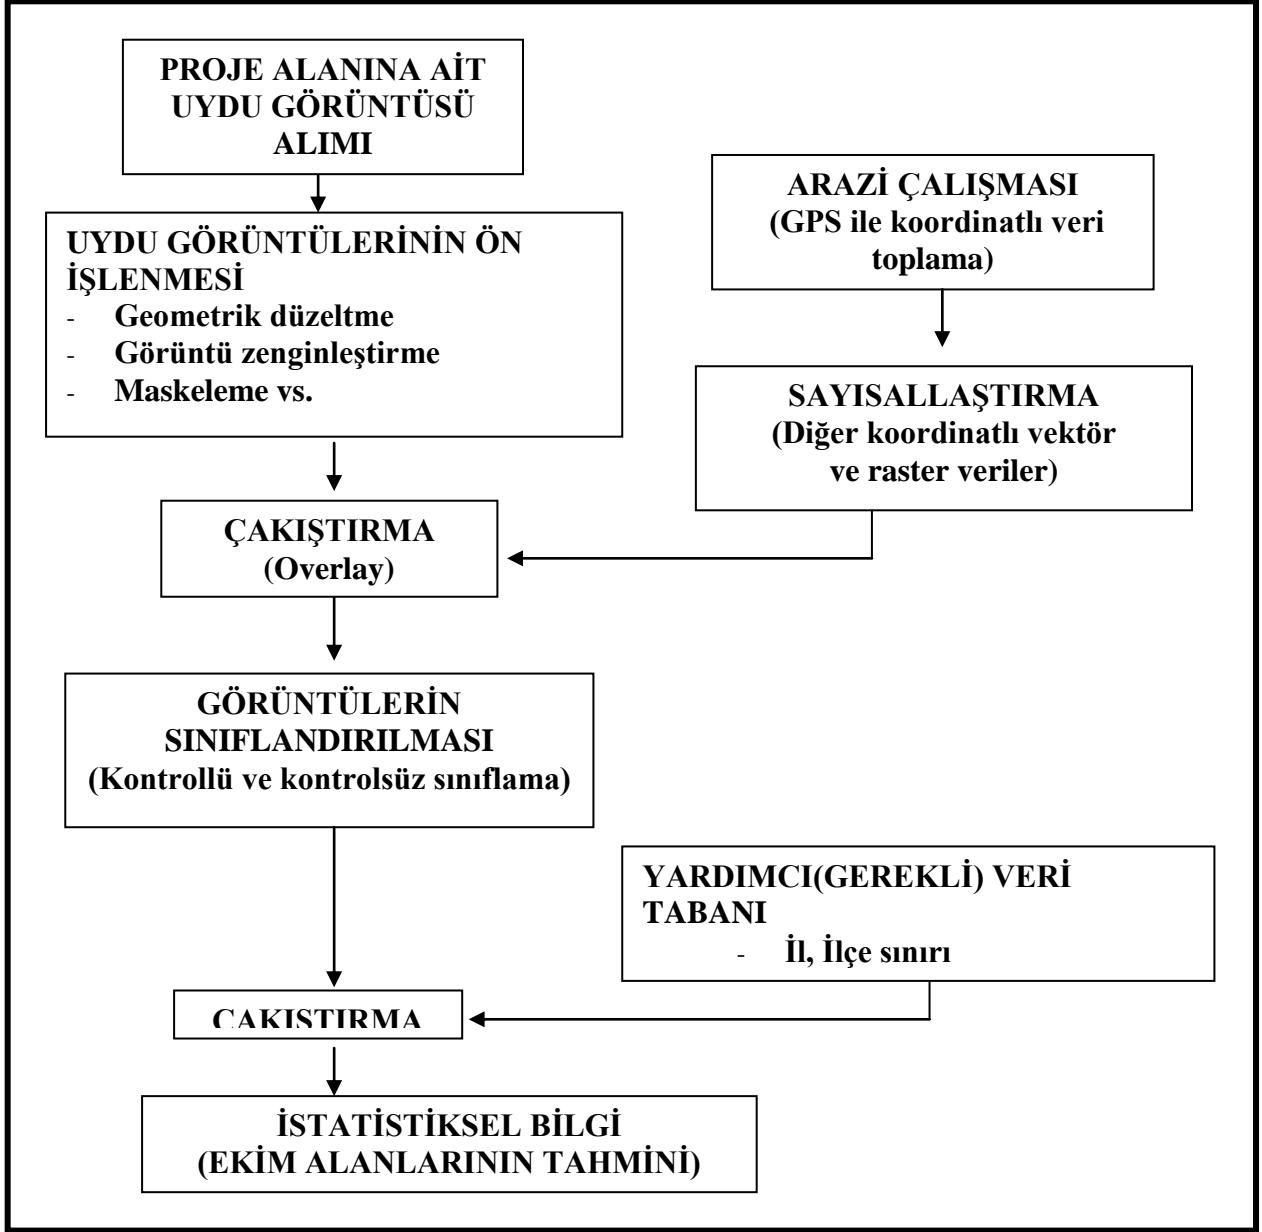 PROJE ALANINA AİT
UYDU GÖRÜNTÜSÜ
ALIMI
ARAZİ ÇALIŞMASI
(GPS ile koordinatlı veri
toplama)
UYDU GÖRÜNTÜLERİNİN ÖN
İŞLENMESİ
- Geometrik düzeltme
- Görüntü zenginleştirme
- Maskeleme vs.
SAYISALLAŞTIRMA
(Diğer koordinatlı vektör
ve raster veriler)
ÇAKIŞTIRMA
(Overlay)
GÖRÜNTÜLERİN
SINIFLANDIRILMASI
(Kontrollü ve kontrolsüz sınıflama)
YARDIMCI(GEREKLİ) VERİ
TABANI
- İl, İlçe sınırı
ÇAKIŞTIRMA
İSTATİSTİKSEL BİLGİ
(EKİM ALANLARININ TAHMİNİ)